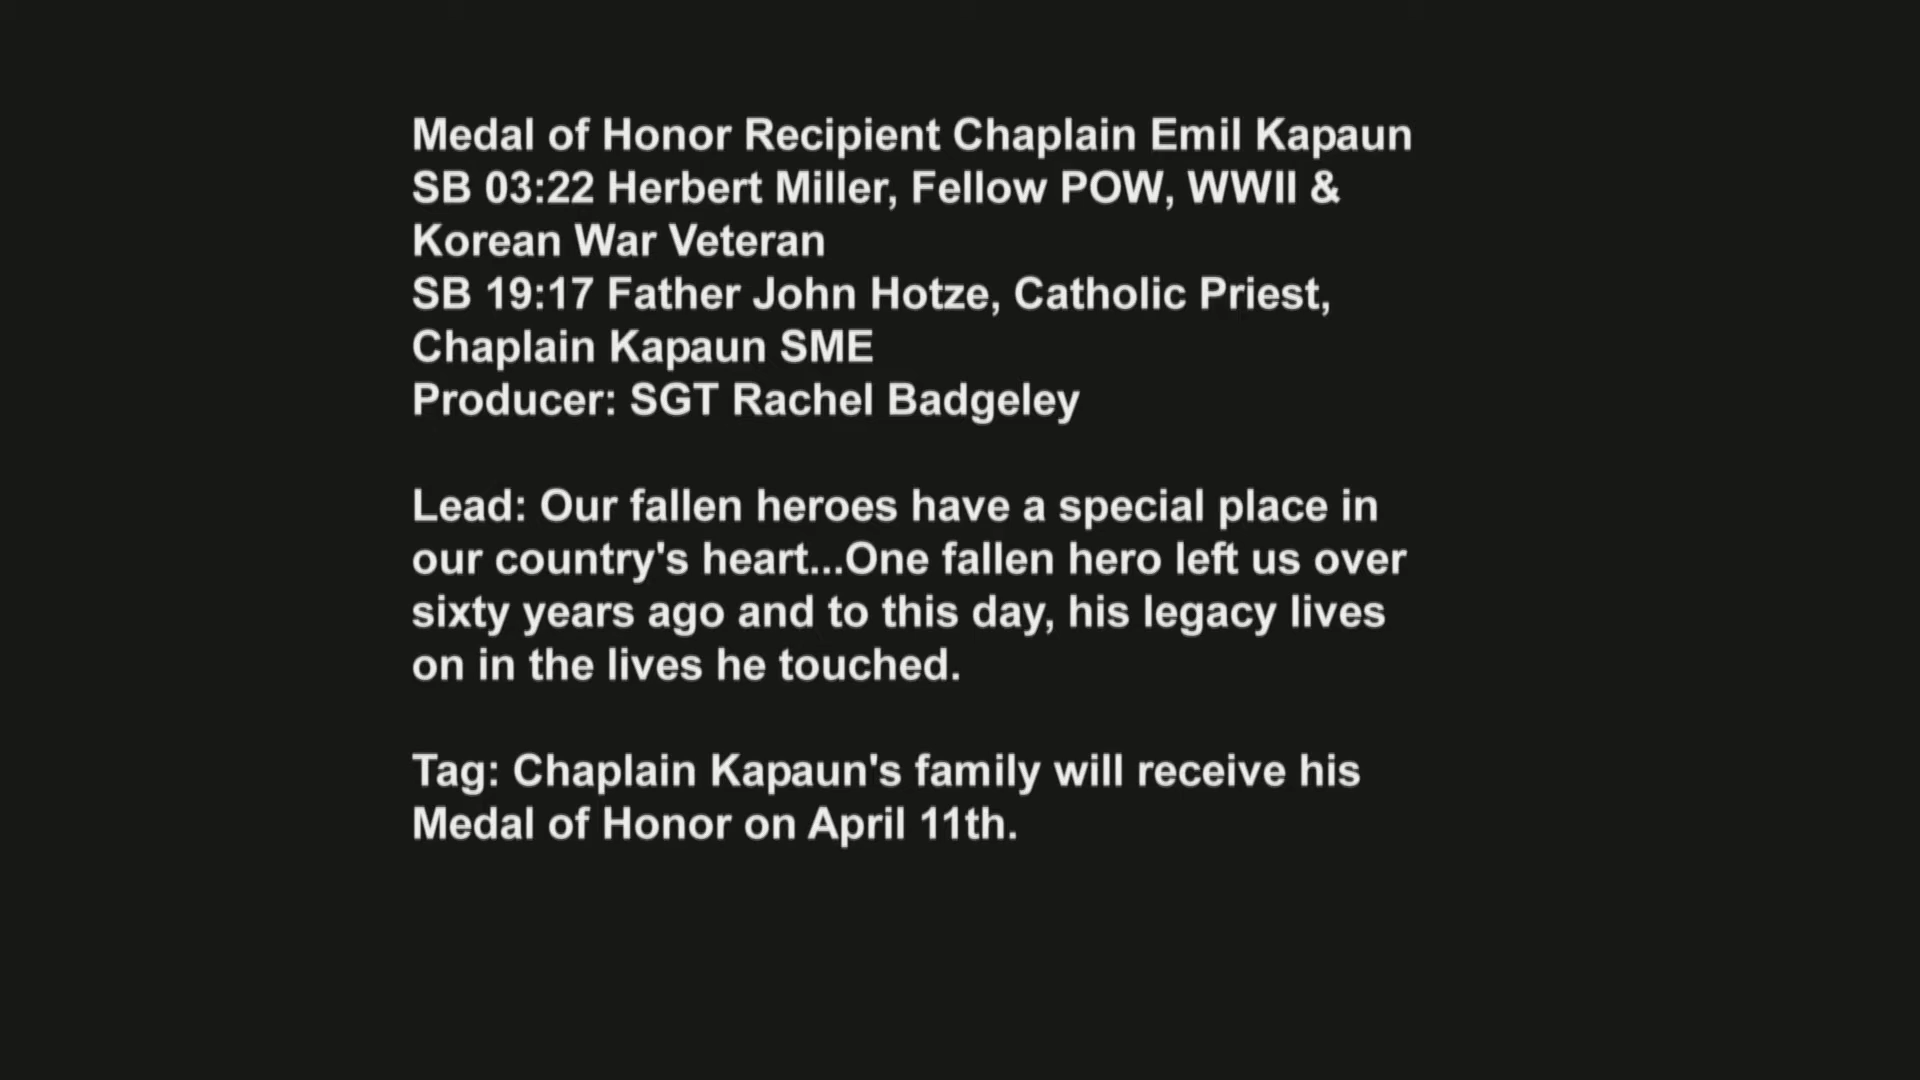 Medal of Honor Recipient Chaplain Emil Kapaun
SB 03:22 Herbert Miller, Fellow POW, WWII &
Korean War Veteran
SB 19:17 Father John Hotze, Catholic Priest,
Chaplain Kapaun SME
Producer: SGT Rachel Badgeley
Lead: Our fallen heroes have a special place in
our country's heart...One fallen hero left us over
sixty years ago and to this day, his legacy lives
on in the lives he touched.
Tag: Chaplain Kapaun's family will receive his
Medal of Honor on April 11th.